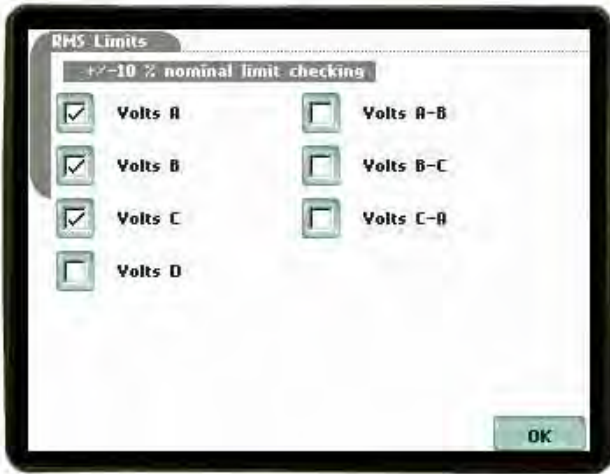 RMS Limits
+/-10 % nominal limit checking
Volts A
Volts A-B
Volts B
Volts B-C
Volts C
Volts C-A
Volts D
OK